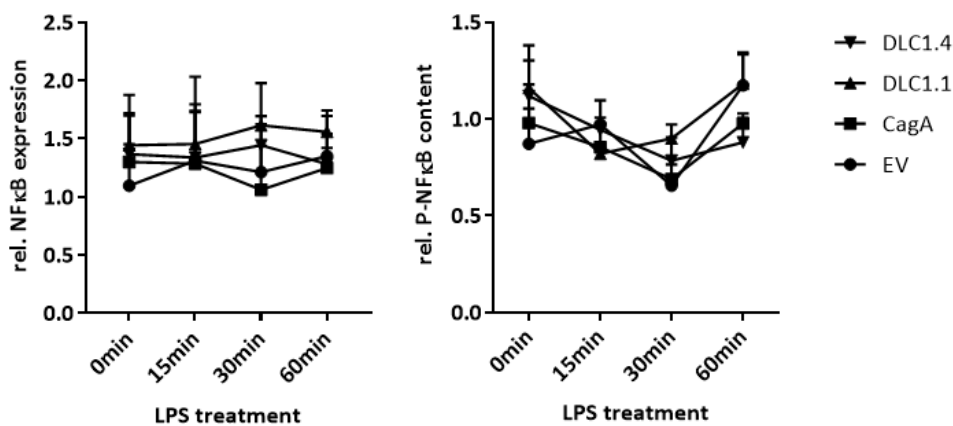 rel. NFκB expression
2.5
2.0
1.5
1.0
0.5
0.0
0min
15min
30min
60min
LPS treatment
rel. P-NFκB content
1.5
1.0
0.5
0.0
0min
15min
30min
60min
LPS treatment
DLC1.4
DLC1.1
CagA
EV